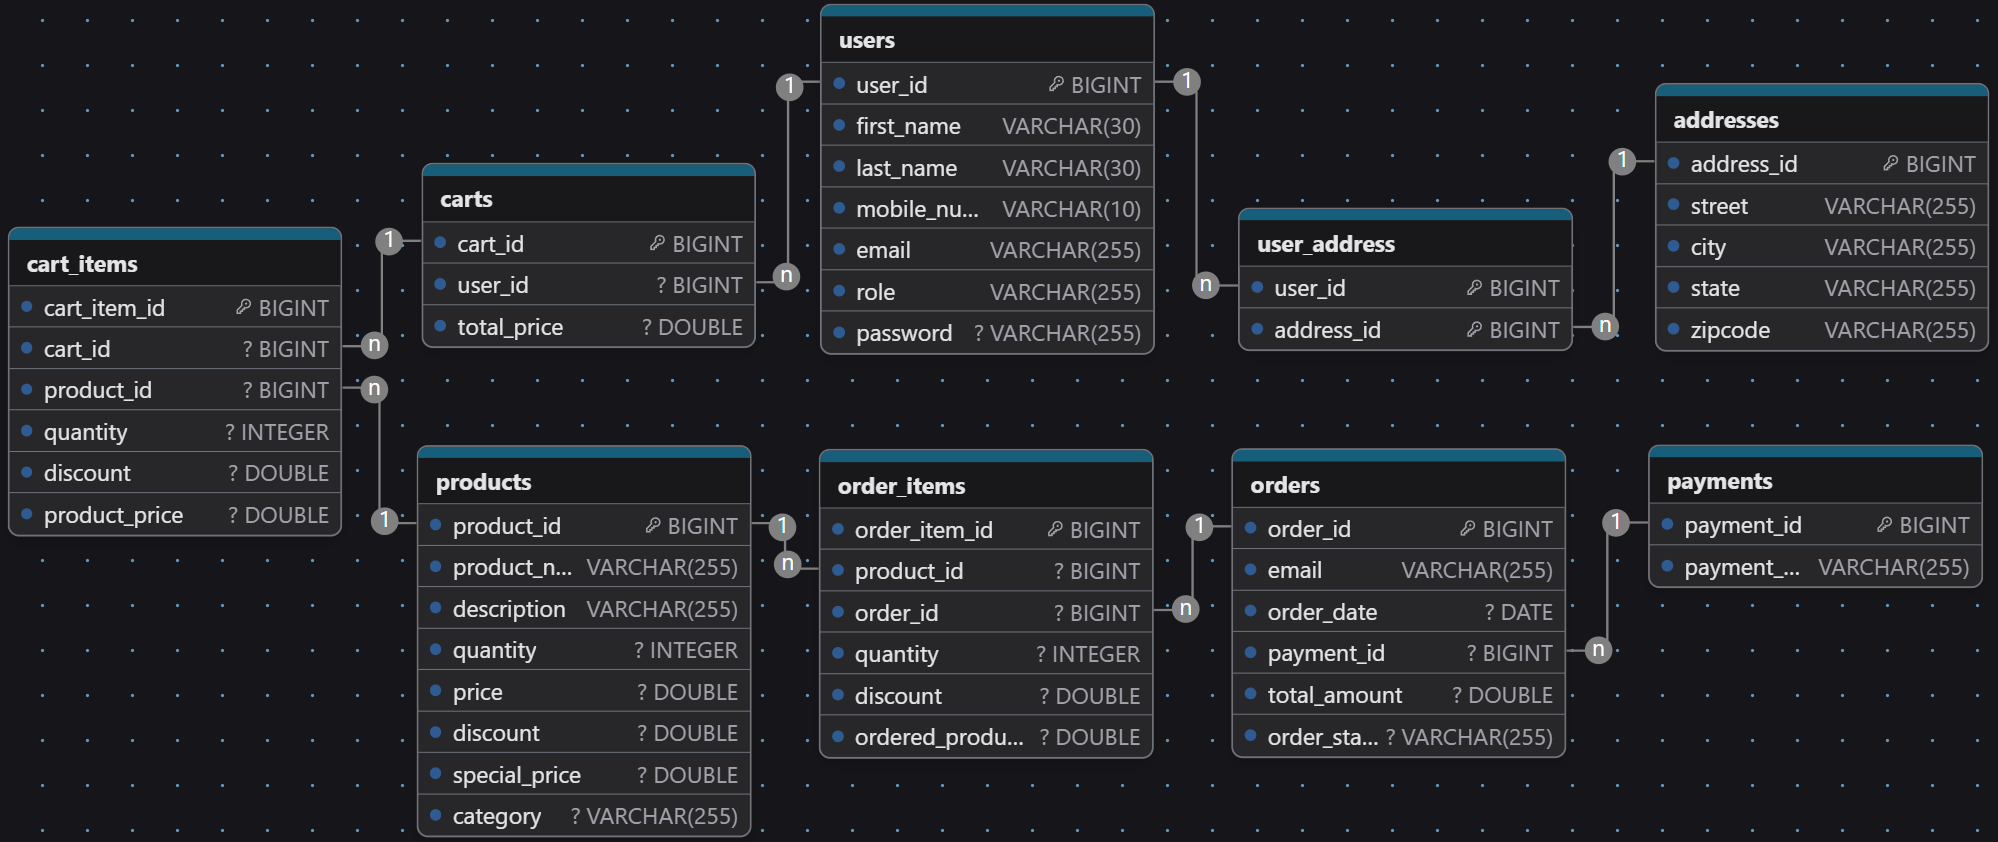 users
user_id BIGINT
first_name VARCHAR(30)
last_name VARCHAR(30)
mobile_nu... VARCHAR(10)
email VARCHAR(255)
role VARCHAR(255)
password ? VARCHAR(255)
1
1
n
n
addresses
address_id BIGINT
street VARCHAR(255)
city VARCHAR(255)
state VARCHAR(255)
zipcode VARCHAR(255)
1
n
carts
cart_id BIGINT
user_id ? BIGINT
total_price ? DOUBLE
1
n
user_address
user_id BIGINT
address_id BIGINT
cart_items
cart_item_id BIGINT
cart_id ? BIGINT
product_id ? BIGINT
quantity ? INTEGER
discount ? DOUBLE
product_price ? DOUBLE
n
1
products
product_id BIGINT
product_n... VARCHAR(255)
description VARCHAR(255)
quantity ? INTEGER
price ? DOUBLE
discount ? DOUBLE
special_price ? DOUBLE
category ? VARCHAR(255)
1
n
order_items
order_item_id BIGINT
product_id ? BIGINT
order_id ? BIGINT
quantity ? INTEGER
discount ? DOUBLE
ordered_produ... ? DOUBLE
1
n
orders
order_id BIGINT
email VARCHAR(255)
order_date ? DATE
payment_id ? BIGINT
total_amount ? DOUBLE
order_sta... ? VARCHAR(255)
1
n
payments
payment_id BIGINT
payment_... VARCHAR(255)